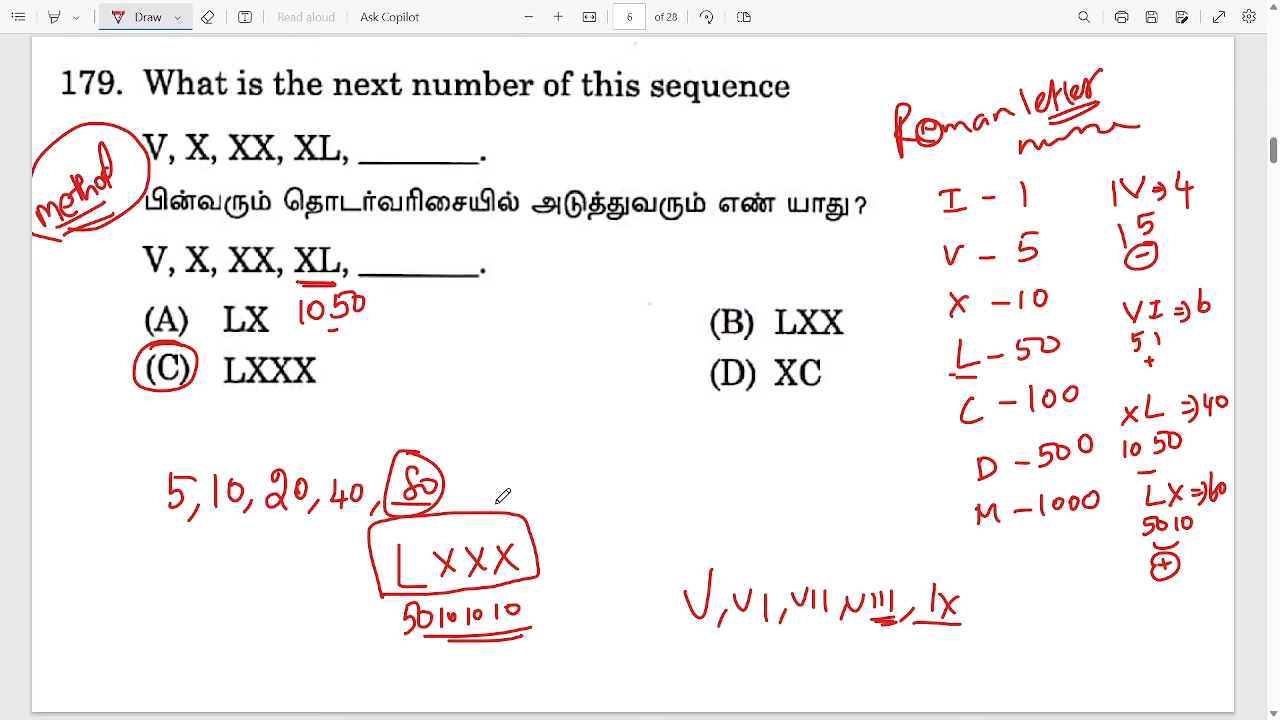 Draw
Read aloud
Ask Copilot
6
of 28
179. What is the next number of this sequence
V, X, XX, XL, ________.
பின்வரும் தொடர்வரிசையில் அடுத்துவரும் எண் யாது?
V, X, XX, XL, ________.
10 50
(A) LX
(B) LXX
(C) LXXX
(D) XC
method
5, 10, 20, 40, 80
LXXX
50 10 10 10
V, VI, VII, VIII, IX
Roman letter
I - 1
V - 5
X - 10
L - 50
C - 100
D - 500
M - 1000
IV ⇒ 4
1 5
-
VI ⇒ 6
5 1
+
XL ⇒ 40
10 50
-
LX ⇒ 60
50 10
+